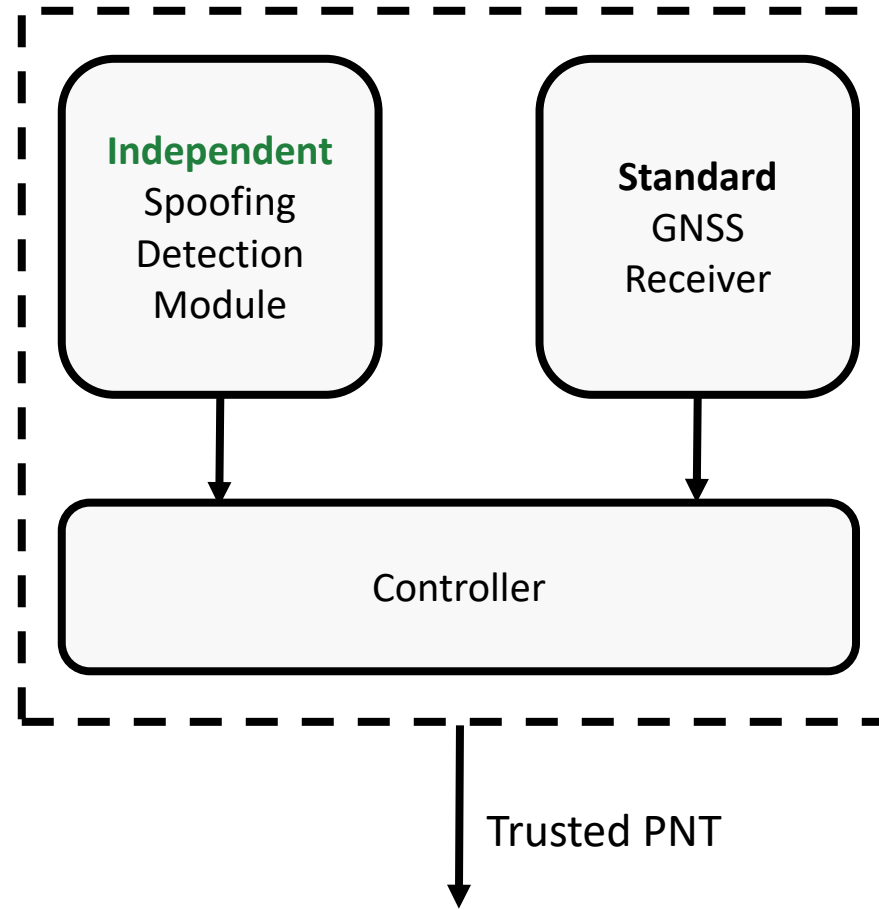 Independent
Spoofing
Detection
Module
Standard
GNSS
Receiver
Controller
Trusted PNT